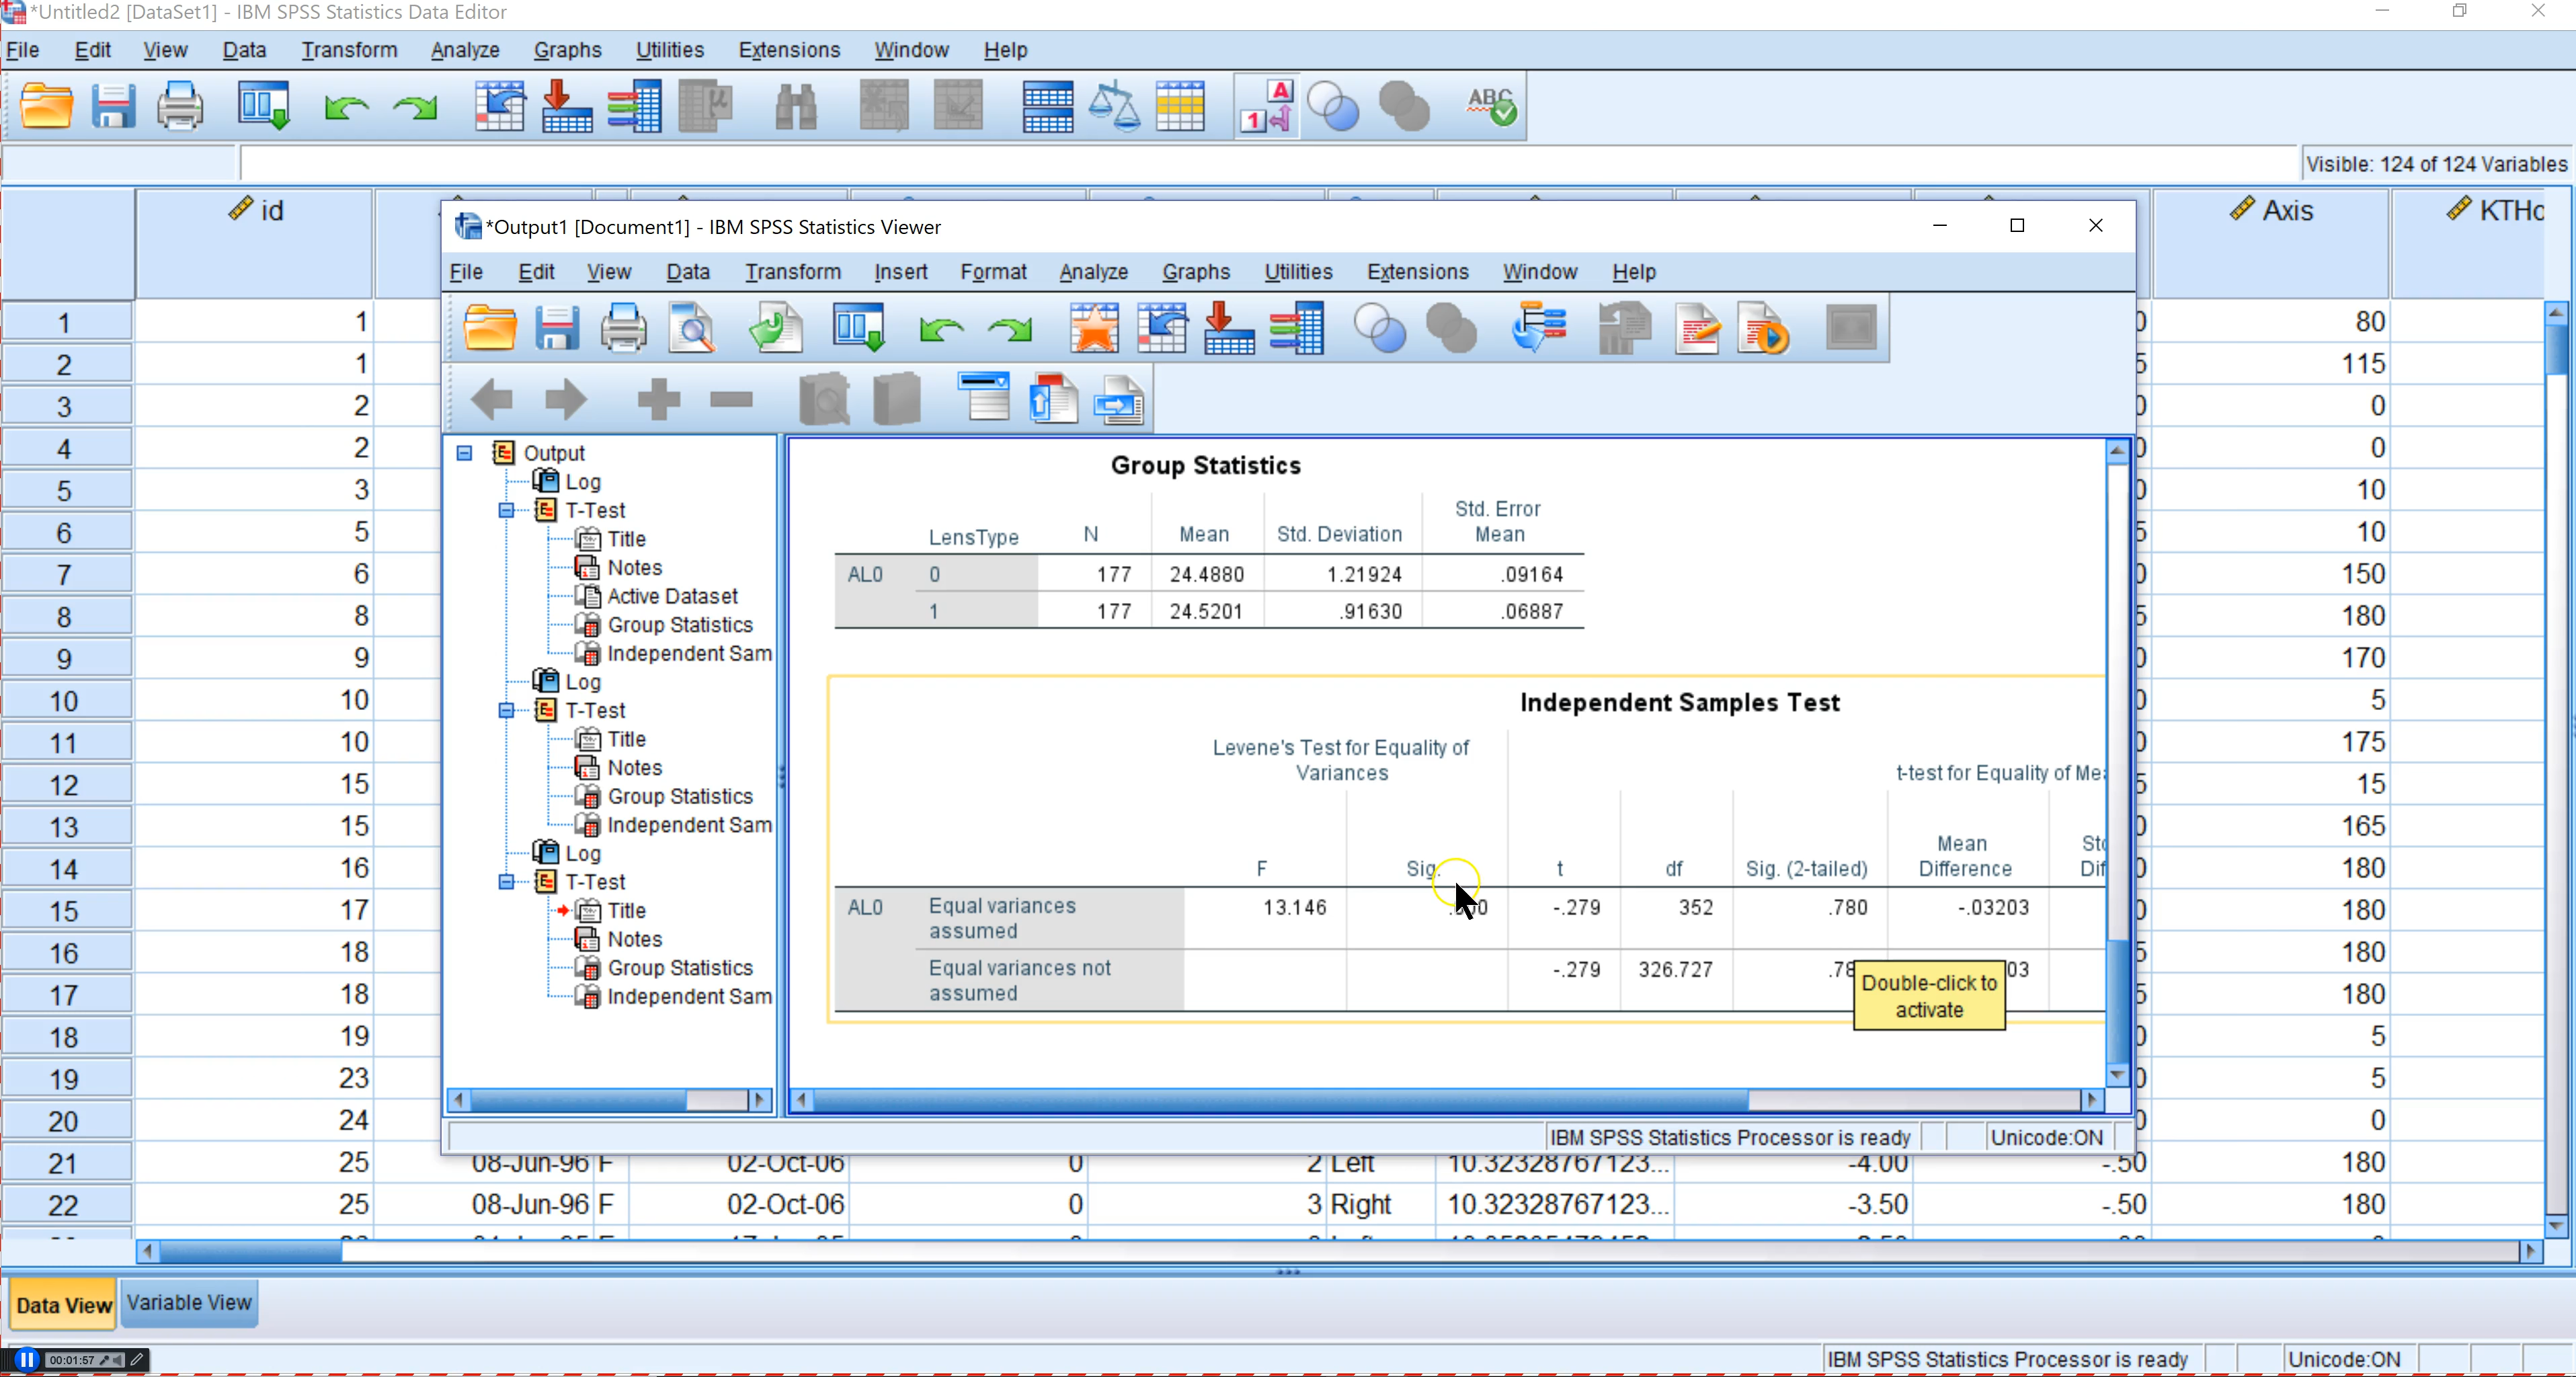 *Untitled2 [DataSet1] - IBM SPSS Statistics Data Editor
File Edit View Data Transform Analyze Graphs Utilities Extensions Window Help
A
1
ABC
Visible: 124 of 124 Variables
id Axis
*Output1 [Document1] - IBM SPSS Statistics Viewer
File Edit View Data Transform Insert Format Analyze Graphs Utilities Extensions Window Help
1 1 80
2 1 115
3 2 0
4 2 0
5 3 10
6 5 10
7 6 150
8 8 180
9 9 170
10 10 5
11 10 175
12 15 15
13 15 165
14 16 180
15 17 180
16 18 180
17 18 180
18 19 5
19 23 5
20 24 0
21 25 08-Jun-96 F 02-Oct-06 0 2 Left 10.32328767123... -4.00 -.50 180
22 25 08-Jun-96 F 02-Oct-06 0 3 Right 10.32328767123... -3.50 -.50 180
Output
Log
T-Test
Title
Notes
Active Dataset
Group Statistics
Independent Sam
Log
T-Test
Title
Notes
Group Statistics
Independent Sam
Log
T-Test
Title
Notes
Group Statistics
Independent Sam
Group Statistics
LensType N Mean Std. Deviation Std. Error Mean
AL0 0 177 24.4880 1.21924 .09164
1 177 24.5201 .91630 .06887
Independent Samples Test
Levene's Test for Equality of
Variances
t-test for Equality of
F Sig. t df Sig. (2-tailed) Mean Difference
AL0 Equal variances assumed 13.146 -.279 352 .780 -.03203
Equal variances not assumed -.279 326.727
Double-click to
activate
IBM SPSS Statistics Processor is ready Unicode:ON
Data View Variable View
00:01:57
IBM SPSS Statistics Processor is ready Unicode:ON